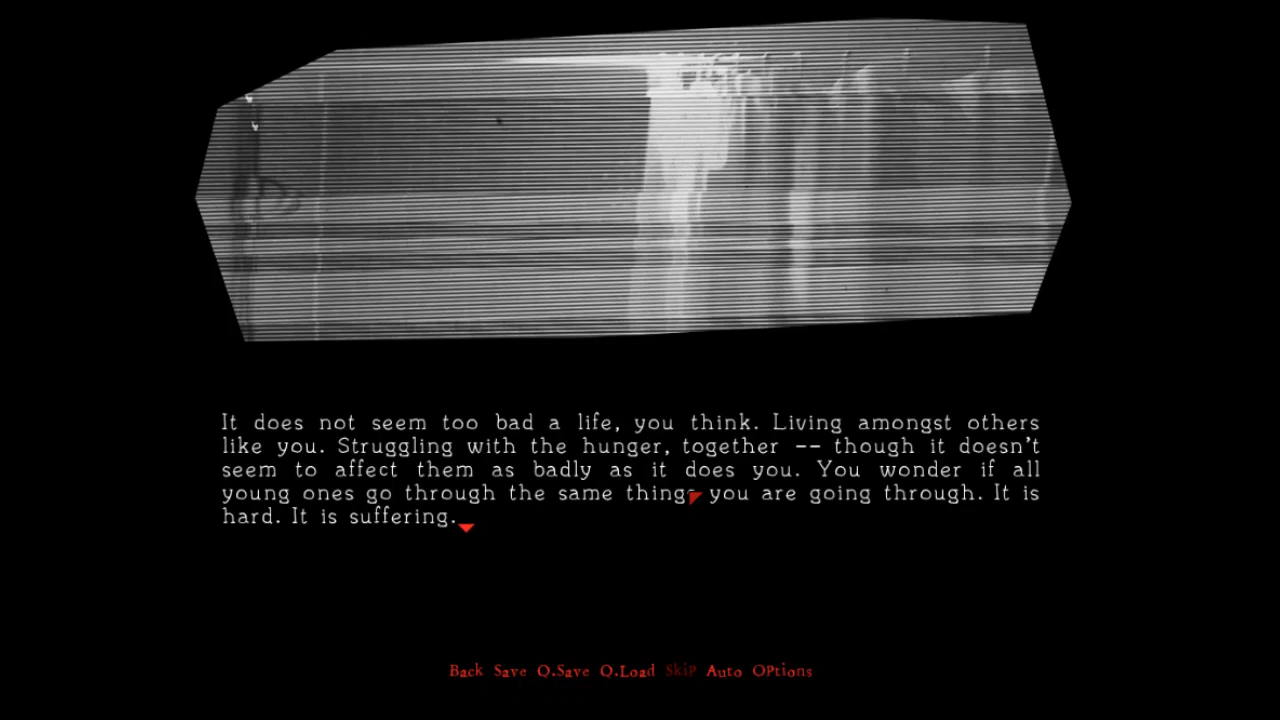 It does not seem too bad a life, you think. Living amongst others
like you. Struggling with the hunger, together -- though it doesn't
seem to affect them as badly as it does you. You wonder if all
young ones go through the same things you are going through. It is
hard. It is suffering.
Back Save Q.Save Q.Load Skip Auto Options